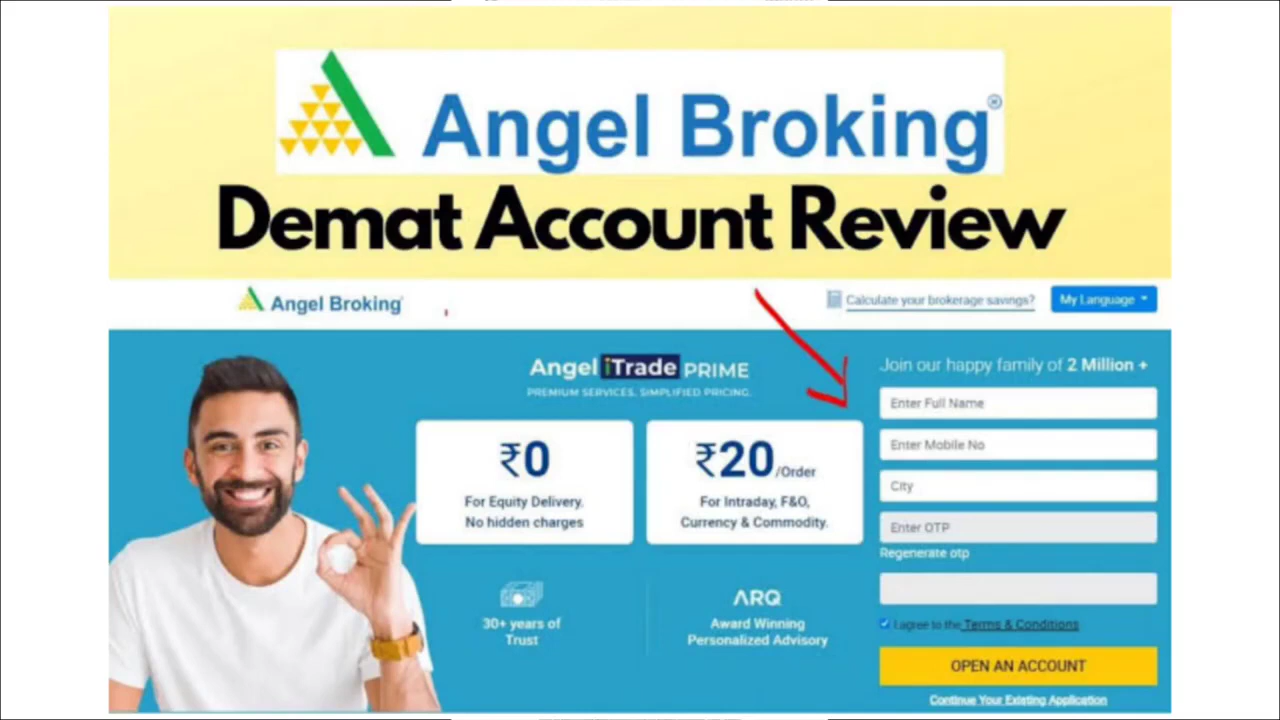 Angel Broking®
Demat Account Review
Angel Broking
Calculate your brokerage savings?
My Language
Angel iTrade PRIME
PREMIUM SERVICES. SIMPLIFIED PRICING.
Join our happy family of 2 Million +
Enter Full Name
Enter Mobile No
City
Enter OTP
Regenerate otp
₹0
For Equity Delivery.
No hidden charges
₹20/Order
For Intraday, F&O,
Currency & Commodity.
30+ years of
Trust
ARQ
Award Winning
Personalized Advisory
I agree to the Terms & Conditions
OPEN AN ACCOUNT
Continue Your Existing Application